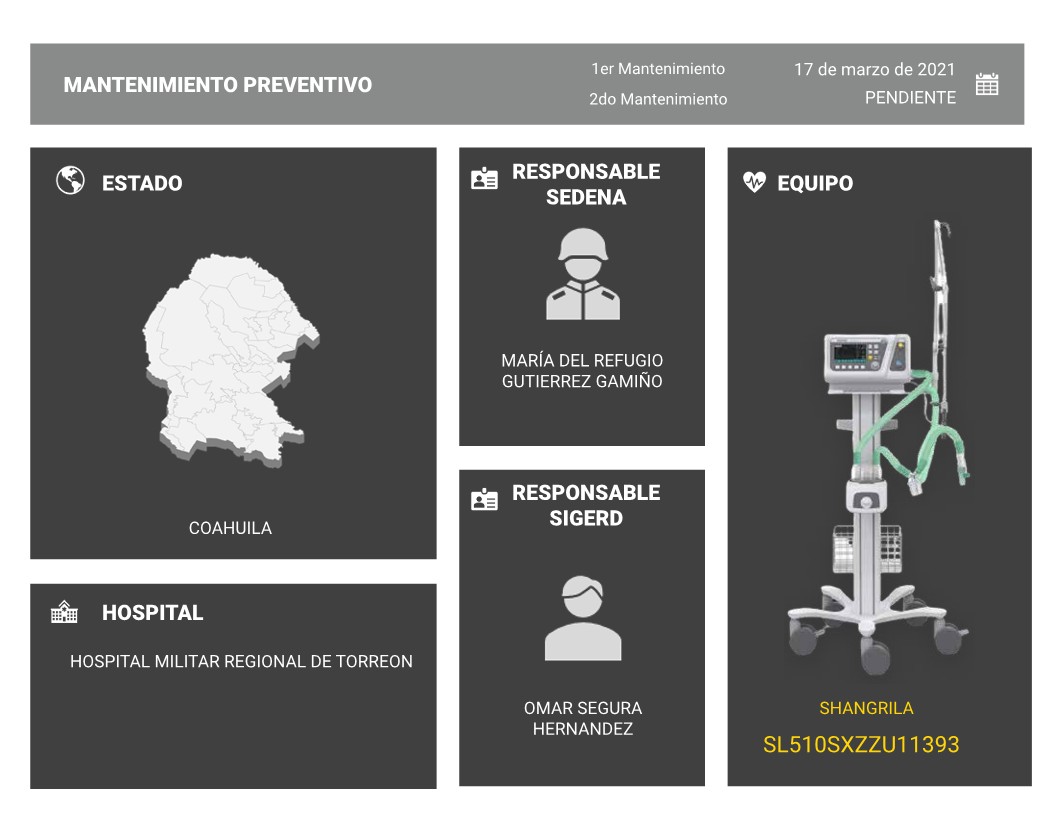 MANTENIMIENTO PREVENTIVO
1er Mantenimiento
17 de marzo de 2021
2do Mantenimiento
PENDIENTE
ESTADO
COAHUILA
HOSPITAL
HOSPITAL MILITAR REGIONAL DE TORREON
RESPONSABLE
SEDENA
MARÍA DEL REFUGIO
GUTIERREZ GAMIÑO
RESPONSABLE
SIGERD
OMAR SEGURA
HERNANDEZ
EQUIPO
SHANGRILA
SL510SXZZU11393